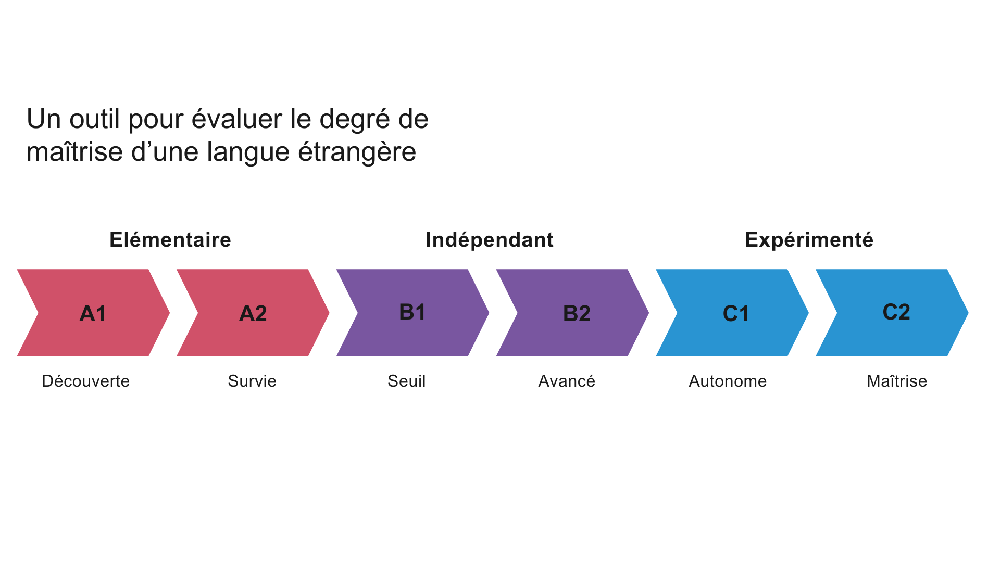 Un outil pour évaluer le degré de
maîtrise d’une langue étrangère
Elémentaire
Indépendant
Expérimenté
A1
A2
B1
B2
C1
C2
Découverte
Survie
Seuil
Avancé
Autonome
Maîtrise